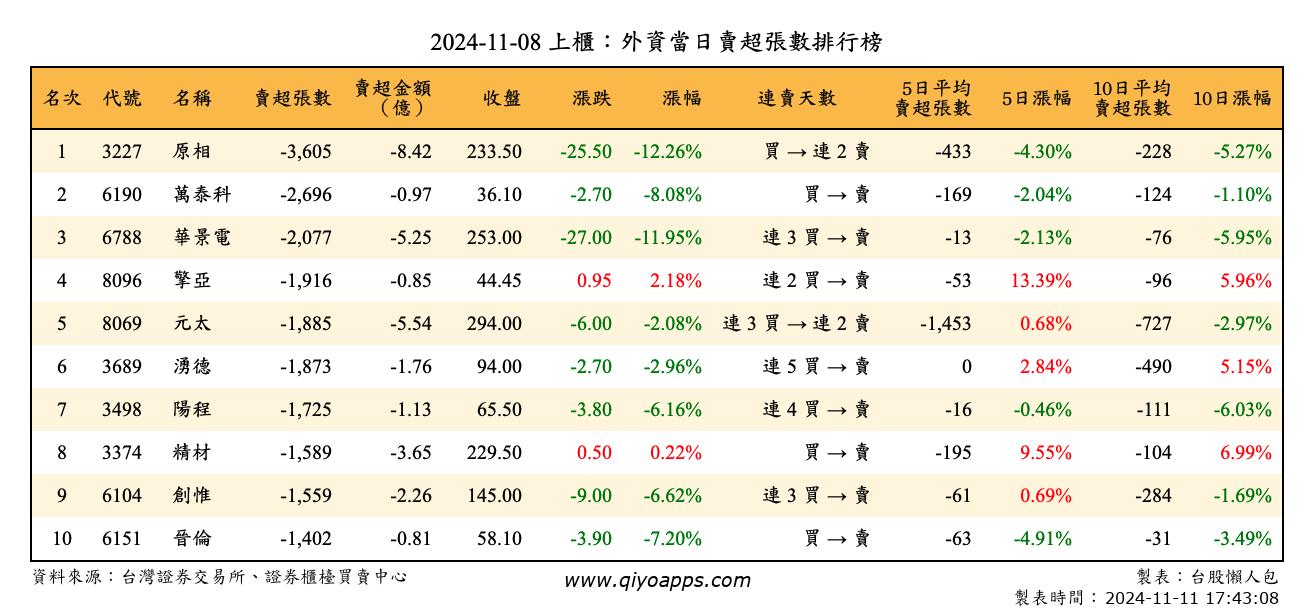 2024-11-08 上櫃：外資當日賣超張數排行榜
名次 代號 名稱 賣超張數 賣超金額（億） 收盤 漲跌 漲幅 連賣天數 5日平均賣超張數 5日漲幅 10日平均賣超張數 10日漲幅
1 3227 原相 -3,605 -8.42 233.50 -25.50 -12.26% 買 → 連 2 賣 -433 -4.30% -228 -5.27%
2 6190 萬泰科 -2,696 -0.97 36.10 -2.70 -8.08% 買 → 賣 -169 -2.04% -124 -1.10%
3 6788 華景電 -2,077 -5.25 253.00 -27.00 -11.95% 連 3 買 → 賣 -13 -2.13% -76 -5.95%
4 8096 擎亞 -1,916 -0.85 44.45 0.95 2.18% 連 2 買 → 賣 -53 13.39% -96 5.96%
5 8069 元太 -1,885 -5.54 294.00 -6.00 -2.08% 連 3 買 → 連 2 賣 -1,453 0.68% -727 -2.97%
6 3689 湧德 -1,873 -1.76 94.00 -2.70 -2.96% 連 5 買 → 賣 0 2.84% -490 5.15%
7 3498 陽程 -1,725 -1.13 65.50 -3.80 -6.16% 連 4 買 → 賣 -16 -0.46% -111 -6.03%
8 3374 精材 -1,589 -3.65 229.50 0.50 0.22% 買 → 賣 -195 9.55% -104 6.99%
9 6104 創惟 -1,559 -2.26 145.00 -9.00 -6.62% 連 3 買 → 賣 -61 0.69% -284 -1.69%
10 6151 晉倫 -1,402 -0.81 58.10 -3.90 -7.20% 買 → 賣 -63 -4.91% -31 -3.49%
資料來源：台灣證券交易所、證券櫃檯買賣中心
www.qiyoapps.com
製表：台股懶人包
製表時間：2024-11-11 17:43:08